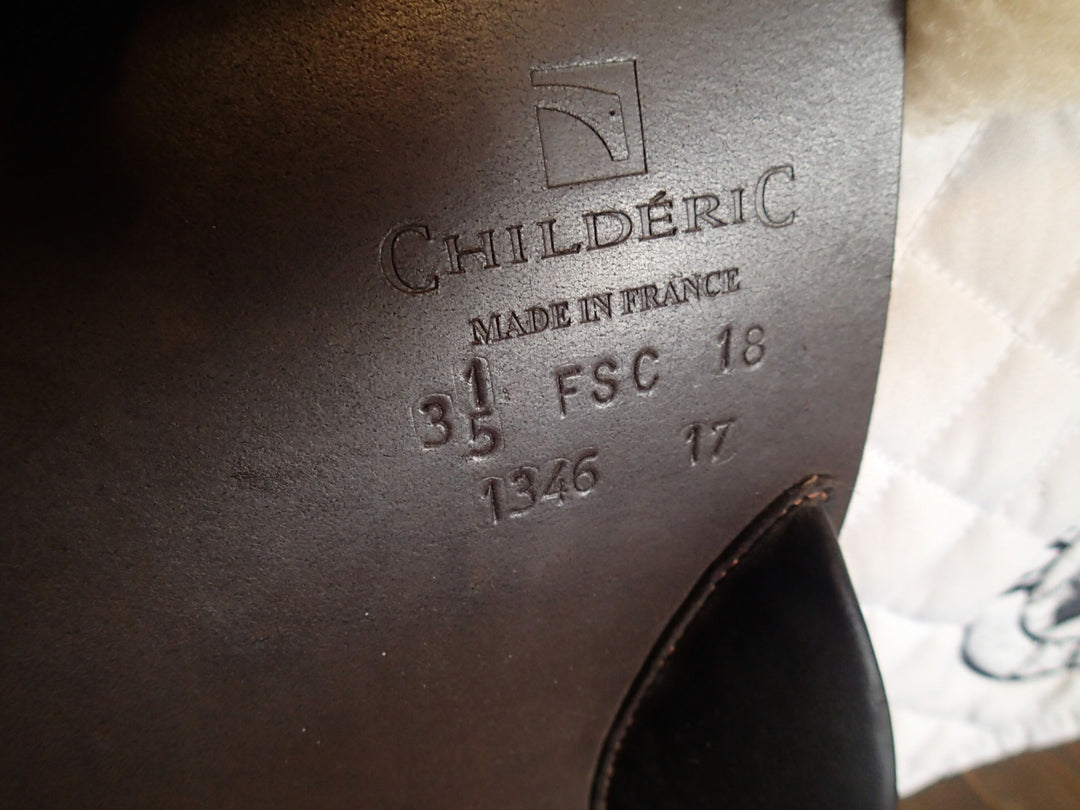 CHILDÉRIC
MADE IN FRANCE
3 1/5 FSC 18
1346 17